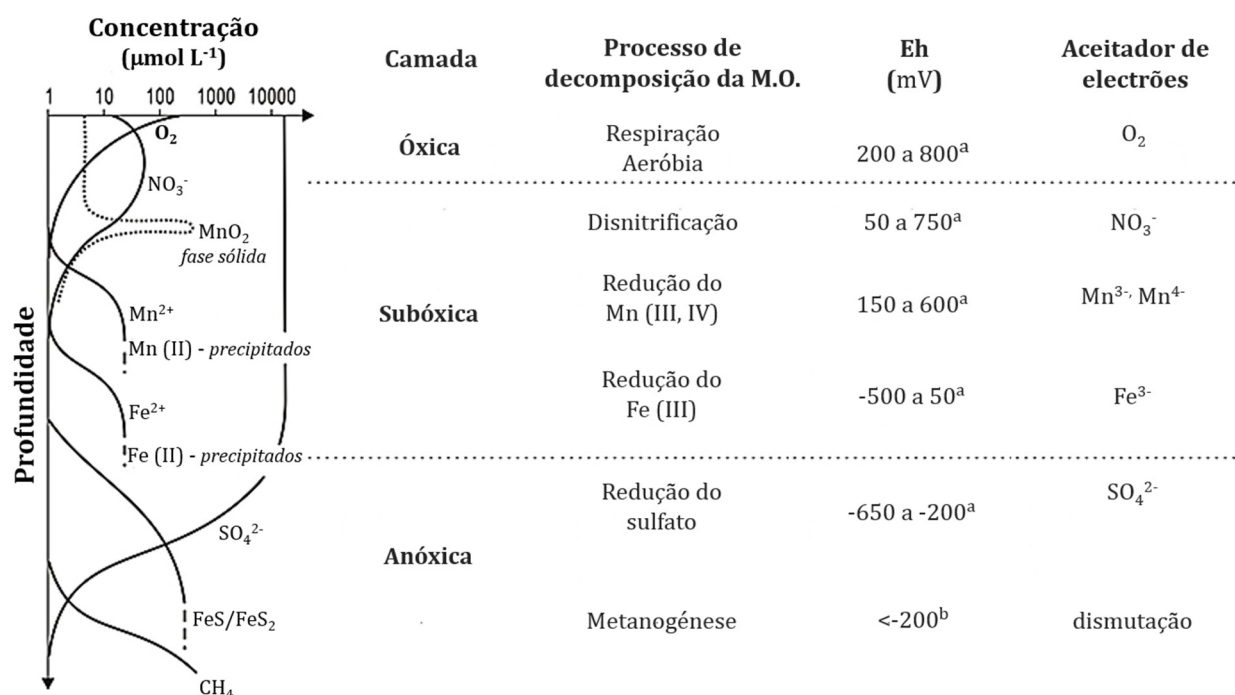 Concentração
(μmol L⁻¹)
1 10 100 1000 10000
Profundidade
O₂
NO₃⁻
MnO₂
fase sólida
Mn²⁺
Mn (II) - precipitados
Fe²⁺
Fe (II) - precipitados
SO₄²⁻
FeS/FeS₂
CH₄
Camada
Processo de
decomposição da M.O.
Eh
(mV)
Aceitador de
electrões
Óxica
Respiração
Aeróbia
200 a 800ᵃ
O₂
Subóxica
Disnitrificação
50 a 750ᵃ
NO₃⁻
Redução do
Mn (III, IV)
150 a 600ᵃ
Mn³⁻, Mn⁴⁻
Redução do
Fe (III)
-500 a 50ᵃ
Fe³⁻
Anóxica
Redução do
sulfato
-650 a -200ᵃ
SO₄²⁻
Metanogénese
<-200ᵇ
dismutação